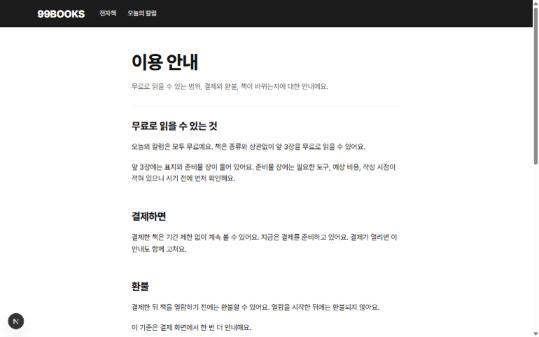 99BOOKS 전자책 오늘의 칼럼
이용 안내
무료로 읽을 수 있는 범위, 결제와 환불, 책이 바뀌는지에 대한 안내예요.
무료로 읽을 수 있는 것
오늘의 칼럼은 모두 무료예요. 책은 종류와 상관없이 앞 3장을 무료로 읽을 수 있어요.
앞 3장에는 표지와 준비물 장이 들어 있어요. 준비물 장에는 필요한 도구, 예상 비용, 작성 시점이
적혀 있으니 사기 전에 먼저 확인해요.
결제하면
결제한 책은 기간 제한 없이 계속 볼 수 있어요. 지금은 결제를 준비하고 있어요. 결제가 열리면 이
안내도 함께 고쳐요.
환불
결제한 뒤 책을 열람하기 전에는 환불할 수 있어요. 열람을 시작한 뒤에는 환불되지 않아요.
이 기준은 결제 화면에서 한 번 더 안내해요.
N